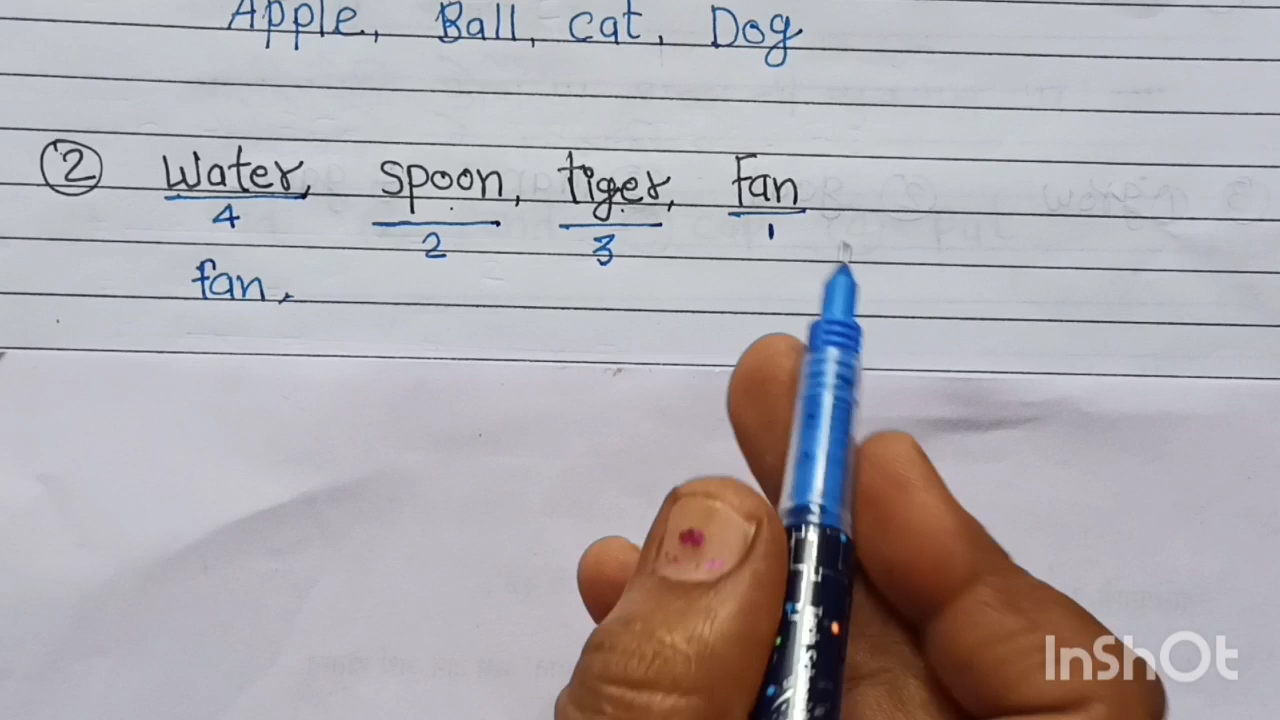 Apple, Ball, cat, Dog
② Water, spoon, tiger, Fan
4 2 3 1
fan,
InShOt